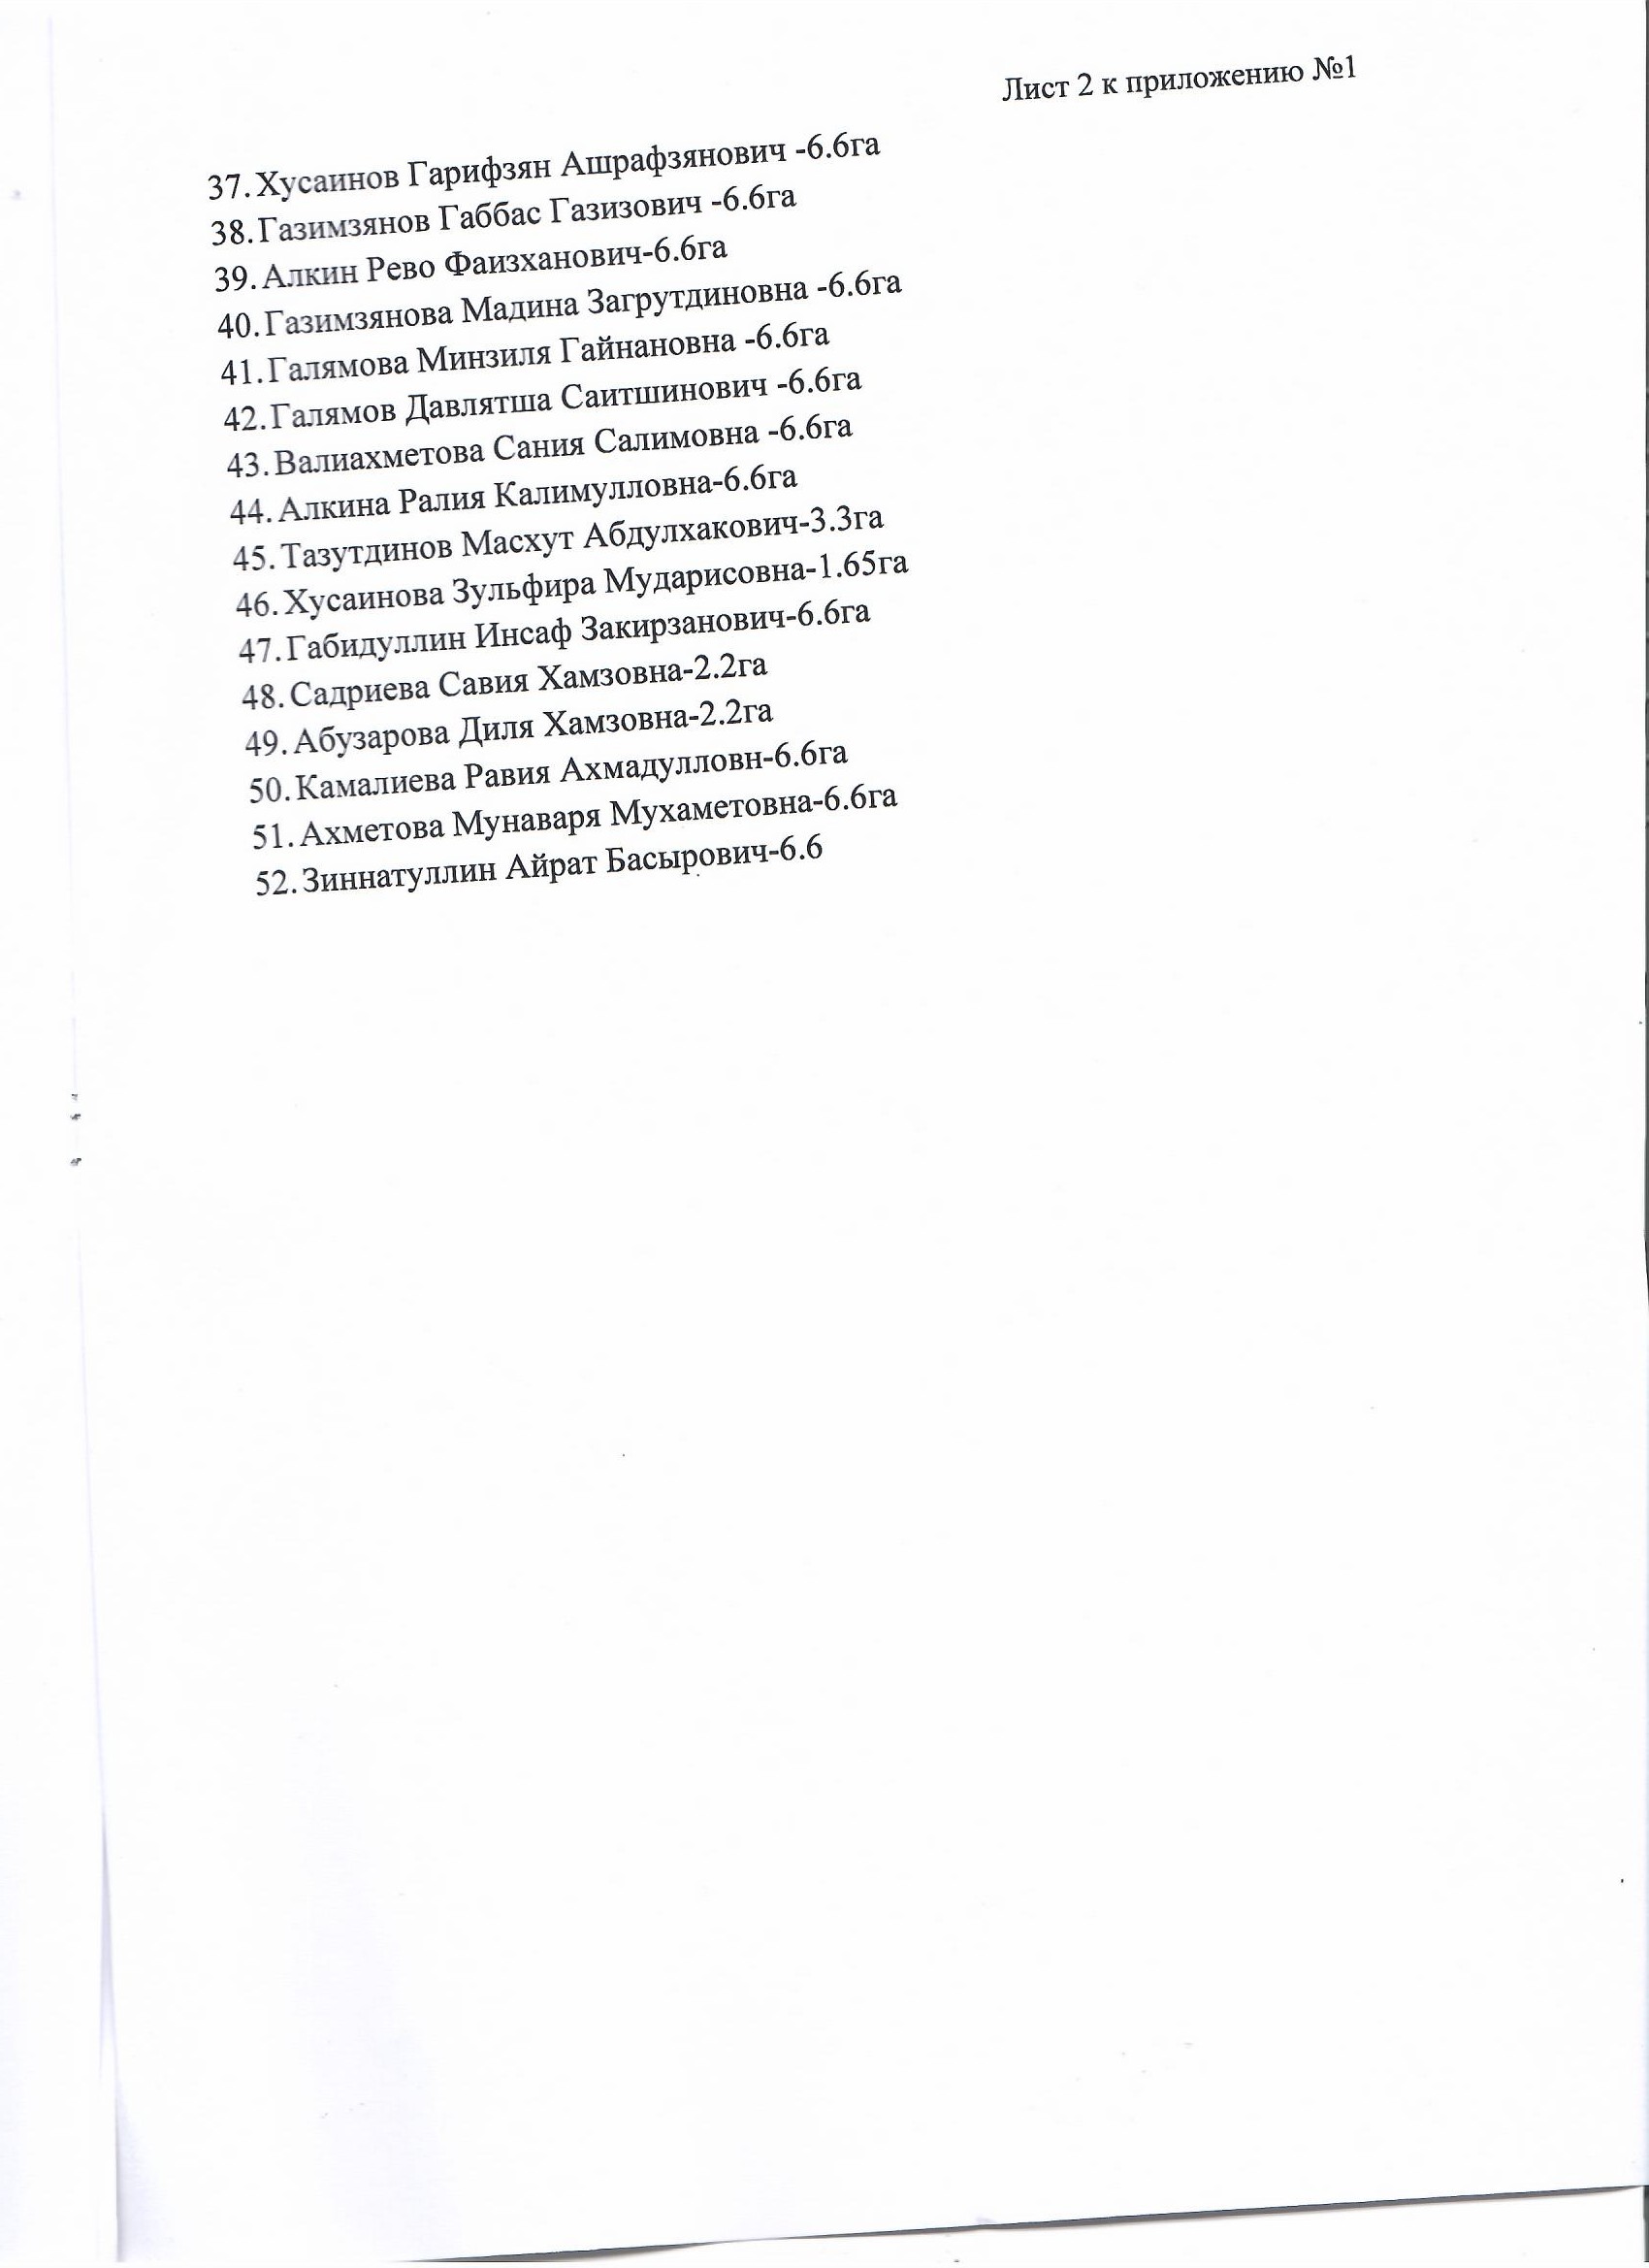 Лист 2 к приложению №1
37. Хусаинов Гарифзян Ашрафзянович -6.6га
38. Газимзянов Габбас Газизович -6.6га
39. Алкин Рево Фаизханович-6.6га
40. Газимзянова Мадина Загрутдиновна -6.6га
41. Галямова Минзиля Гайнановна -6.6га
42. Галямов Давлятша Саитшинович -6.6га
43. Валиахметова Сания Салимовна -6.6га
44. Алкина Ралия Калимулловна-6.6га
45. Тазутдинов Масхут Абдулхакович-3.3га
46. Хусаинова Зульфира Мударисовна-1.65га
47. Габидуллин Инсаф Закирзанович-6.6га
48. Садриева Савия Хамзовна-2.2га
49. Абузарова Диля Хамзовна-2.2га
50. Камалиева Равия Ахмадулловн-6.6га
51. Ахметова Мунаваря Мухаметовна-6.6га
52. Зиннатуллин Айрат Басырович-6.6